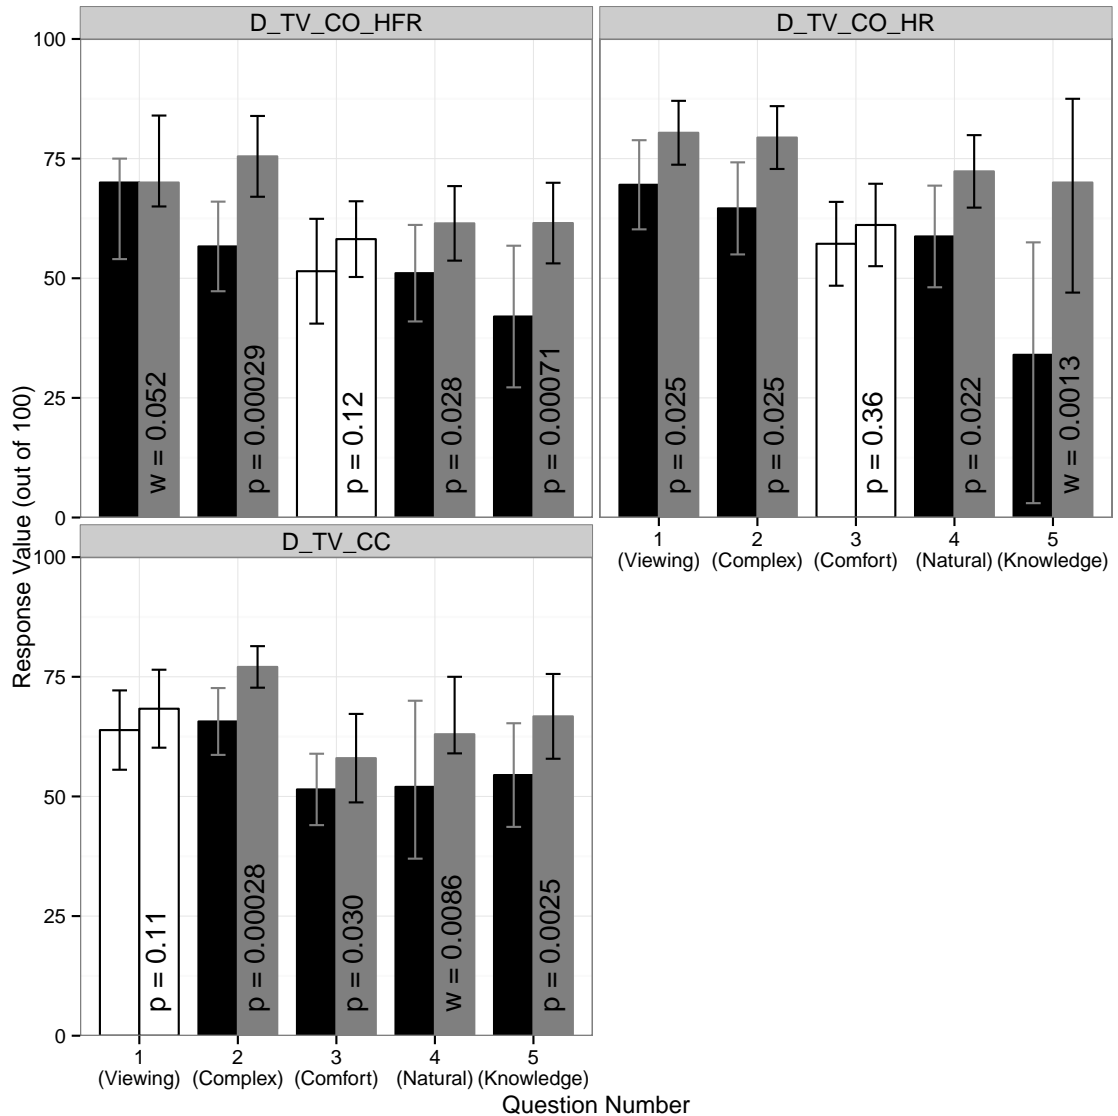 D_TV_CO_HFR
D_TV_CO_HR
100
75
50
25
0
w = 0.052
p = 0.00029
p = 0.12
p = 0.028
p = 0.00071
p = 0.025
p = 0.025
p = 0.36
p = 0.022
w = 0.0013
1 2 3 4 5
(Viewing) (Complex) (Comfort) (Natural) (Knowledge)
Response Value (out of 100)
D_TV_CC
100
75
50
25
0
p = 0.11
p = 0.00028
p = 0.030
w = 0.0086
p = 0.0025
1 2 3 4 5
(Viewing) (Complex) (Comfort) (Natural) (Knowledge)
Question Number